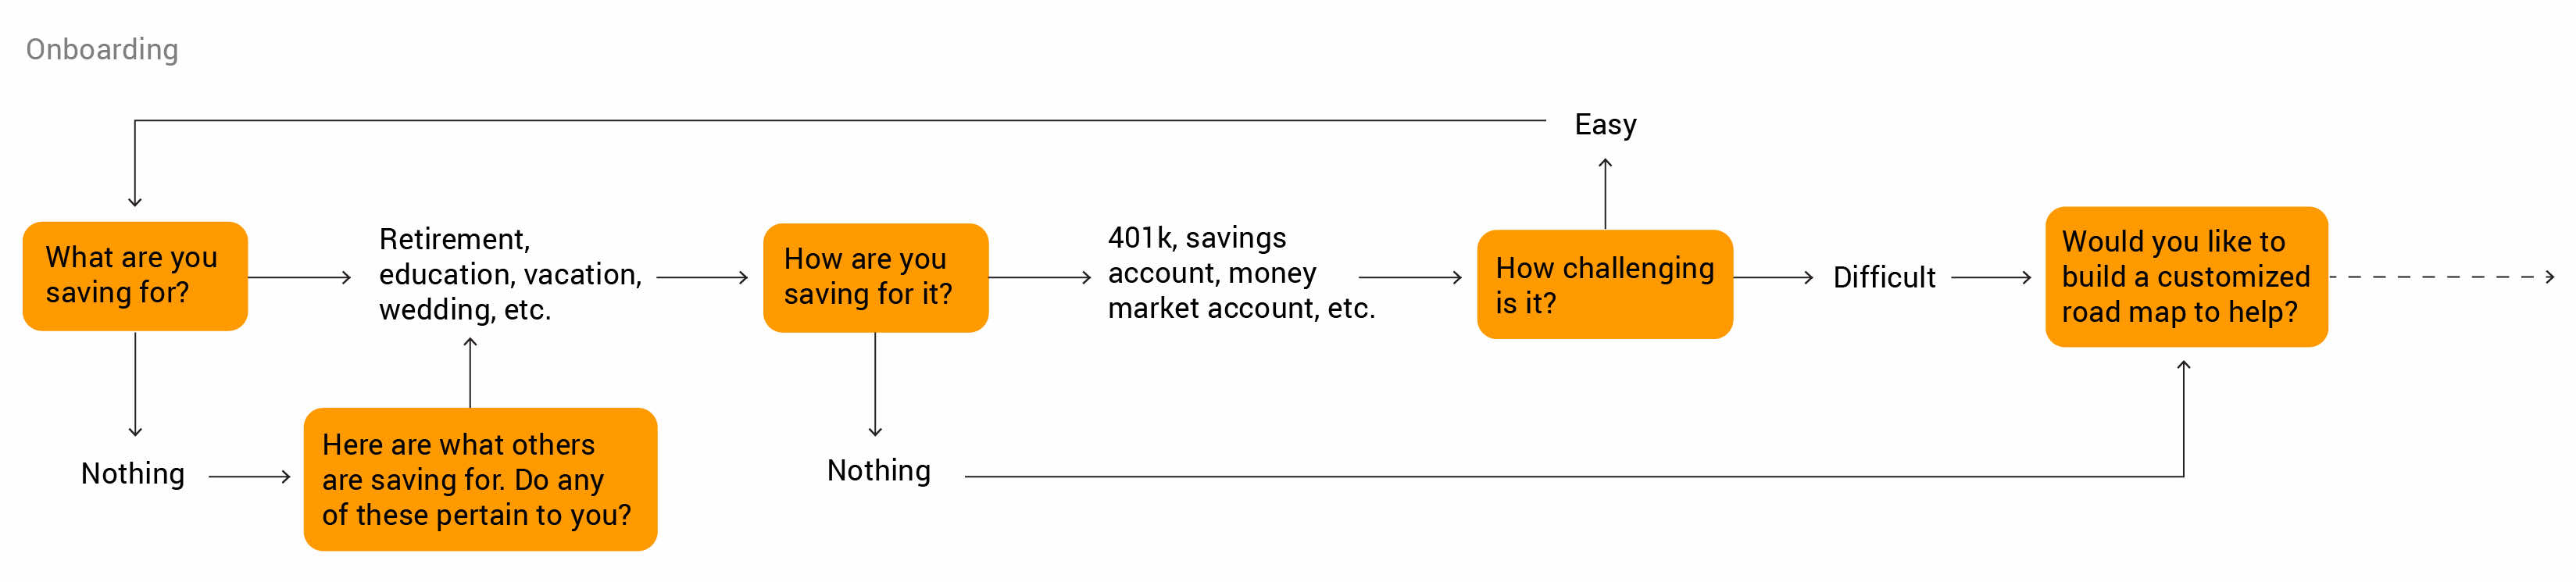 Onboarding
Easy
What are you
saving for?
Retirement,
education, vacation,
wedding, etc.
How are you
saving for it?
401k, savings
account, money
market account, etc.
How challenging
is it?
Difficult
Would you like to
build a customized
road map to help?
Nothing
Here are what others
are saving for. Do any
of these pertain to you?
Nothing